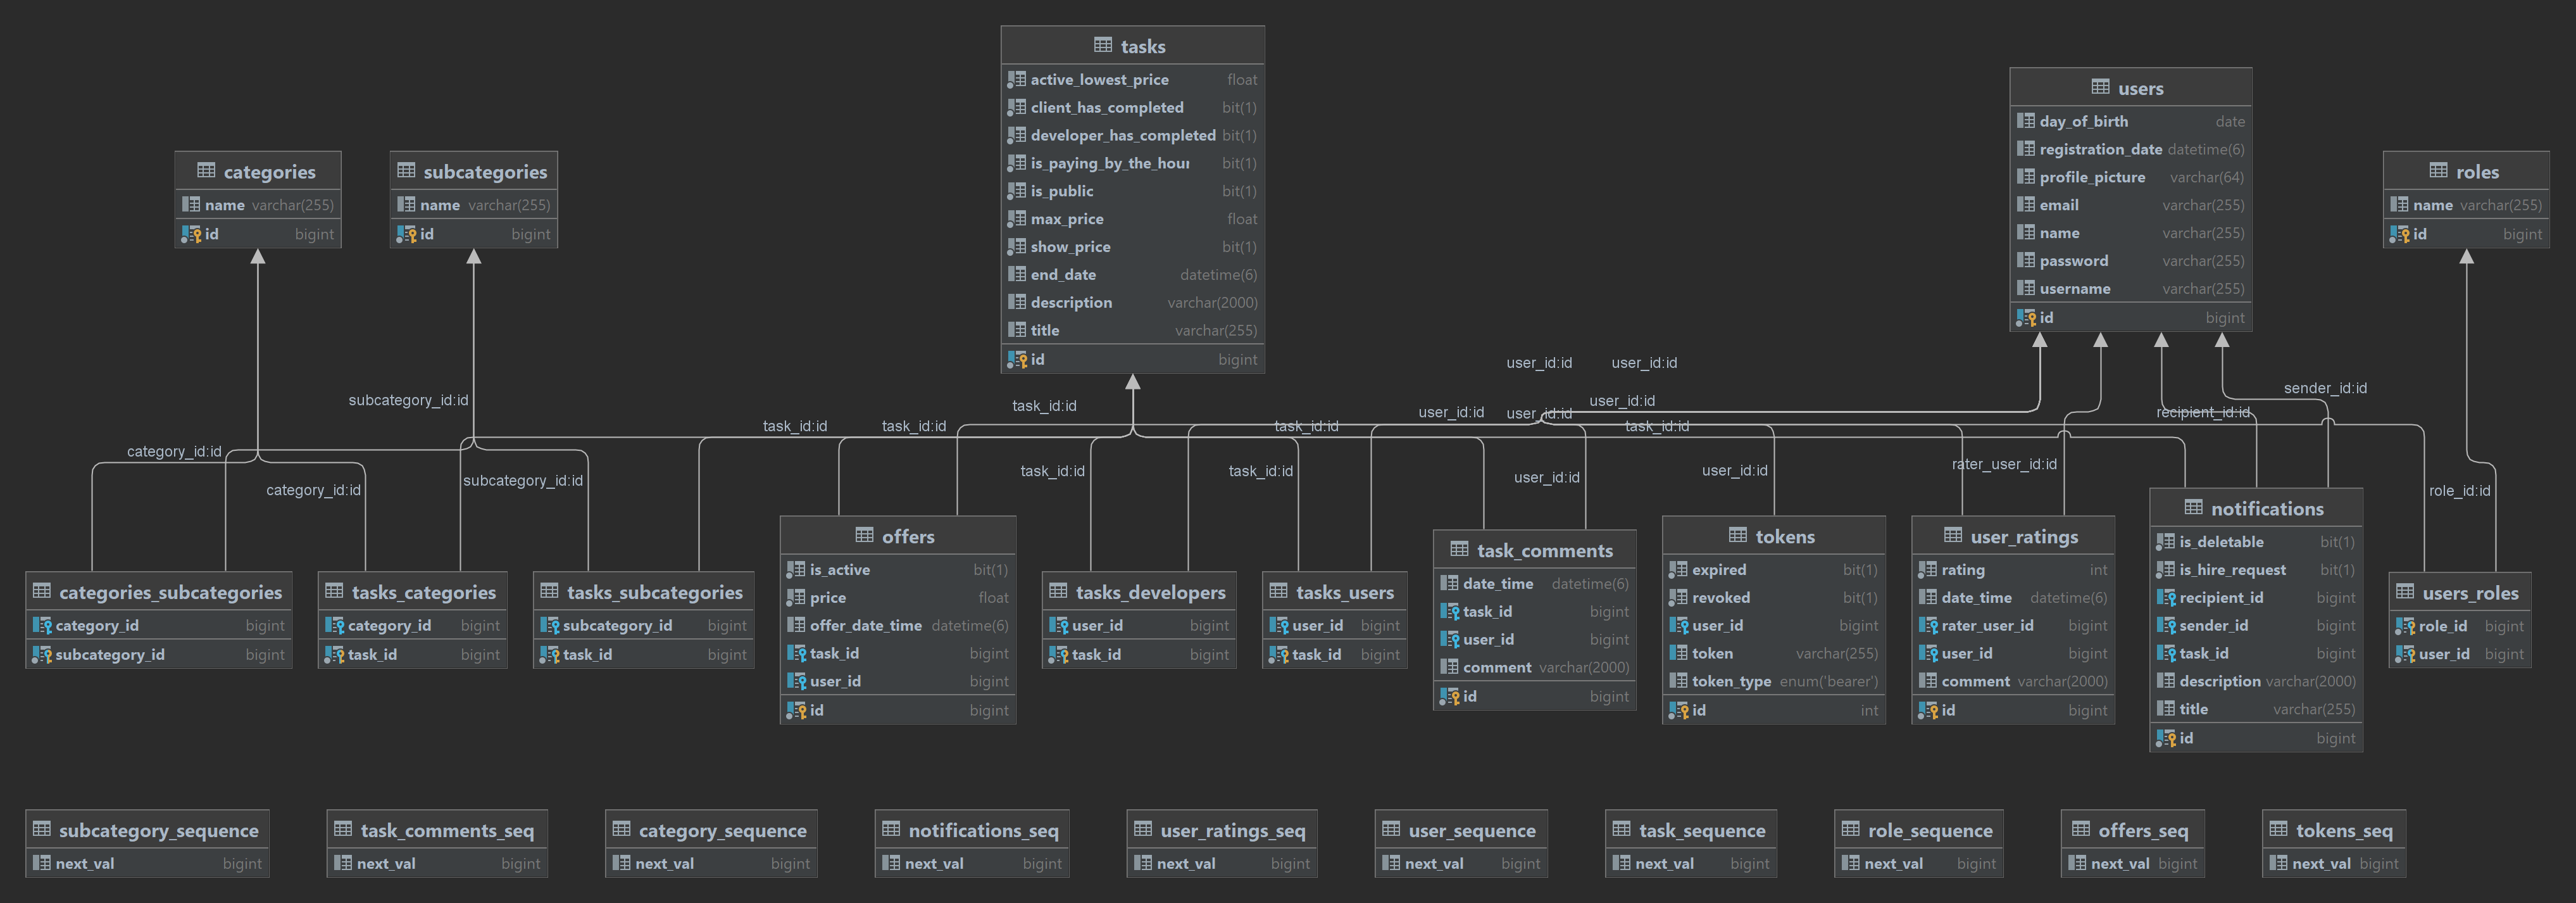 tasks
active_lowest_price float
client_has_completed bit(1)
developer_has_completed bit(1)
is_paying_by_the_hour bit(1)
is_public bit(1)
max_price float
show_price bit(1)
end_date datetime(6)
description varchar(2000)
title varchar(255)
id bigint
users
day_of_birth date
registration_date datetime(6)
profile_picture varchar(64)
email varchar(255)
name varchar(255)
password varchar(255)
username varchar(255)
id bigint
categories
name varchar(255)
id bigint
subcategories
name varchar(255)
id bigint
roles
name varchar(255)
id bigint
user_id:id
user_id:id
sender_id:id
subcategory_id:id
task_id:id
user_id:id
user_id:id
user_id:id
recipient_id:id
task_id:id
task_id:id
task_id:id
task_id:id
category_id:id
task_id:id
task_id:id
rater_user_id:id
user_id:id
subcategory_id:id
user_id:id
category_id:id
role_id:id
categories_subcategories
category_id bigint
subcategory_id bigint
tasks_categories
category_id bigint
task_id bigint
tasks_subcategories
subcategory_id bigint
task_id bigint
offers
is_active bit(1)
price float
offer_date_time datetime(6)
task_id bigint
user_id bigint
id bigint
tasks_developers
user_id bigint
task_id bigint
tasks_users
user_id bigint
task_id bigint
task_comments
date_time datetime(6)
task_id bigint
user_id bigint
comment varchar(2000)
id bigint
tokens
expired bit(1)
revoked bit(1)
user_id bigint
token varchar(255)
token_type enum('bearer')
id int
user_ratings
rating int
date_time datetime(6)
rater_user_id bigint
user_id bigint
comment varchar(2000)
id bigint
notifications
is_deletable bit(1)
is_hire_request bit(1)
recipient_id bigint
sender_id bigint
task_id bigint
description varchar(2000)
title varchar(255)
id bigint
users_roles
role_id bigint
user_id bigint
subcategory_sequence
next_val bigint
task_comments_seq
next_val bigint
category_sequence
next_val bigint
notifications_seq
next_val bigint
user_ratings_seq
next_val bigint
user_sequence
next_val bigint
task_sequence
next_val bigint
role_sequence
next_val bigint
offers_seq
next_val bigint
tokens_seq
next_val bigint